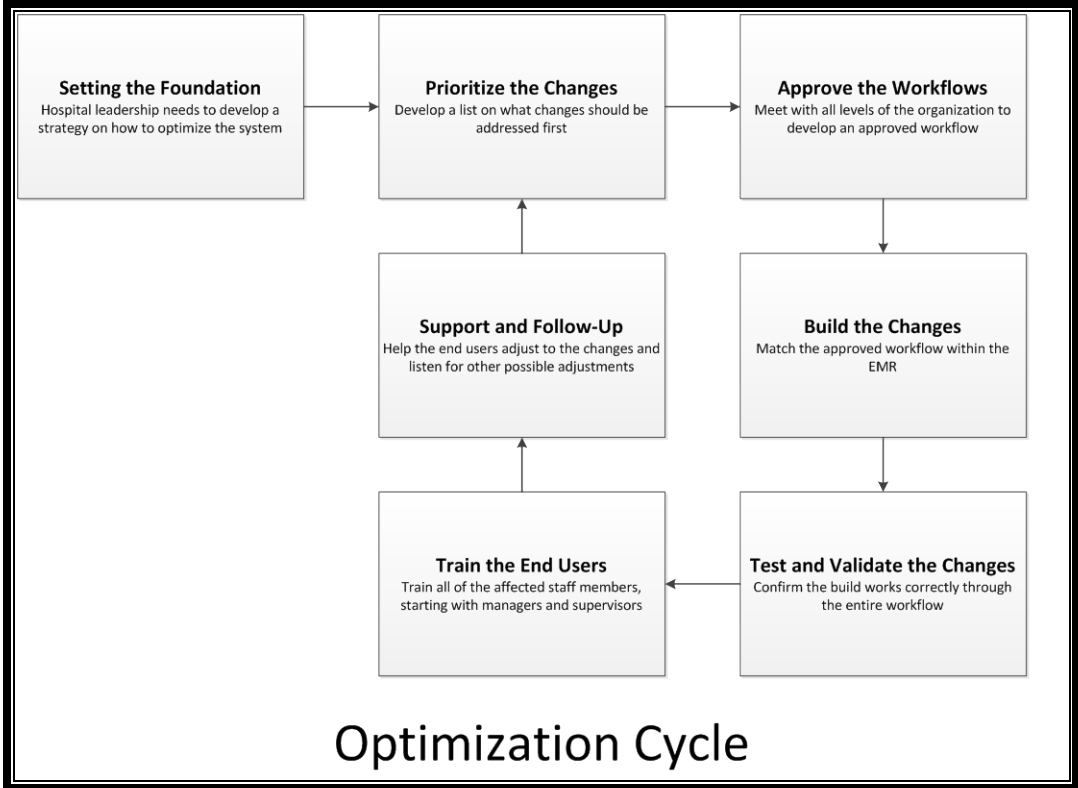 Setting the Foundation
Hospital leadership needs to develop a
strategy on how to optimize the system
Prioritize the Changes
Develop a list on what changes should be
addressed first
Approve the Workflows
Meet with all levels of the organization to
develop an approved workflow
Support and Follow-Up
Help the end users adjust to the changes and
listen for other possible adjustments
Build the Changes
Match the approved workflow within the
EMR
Train the End Users
Train all of the affected staff members,
starting with managers and supervisors
Test and Validate the Changes
Confirm the build works correctly through
the entire workflow
Optimization Cycle